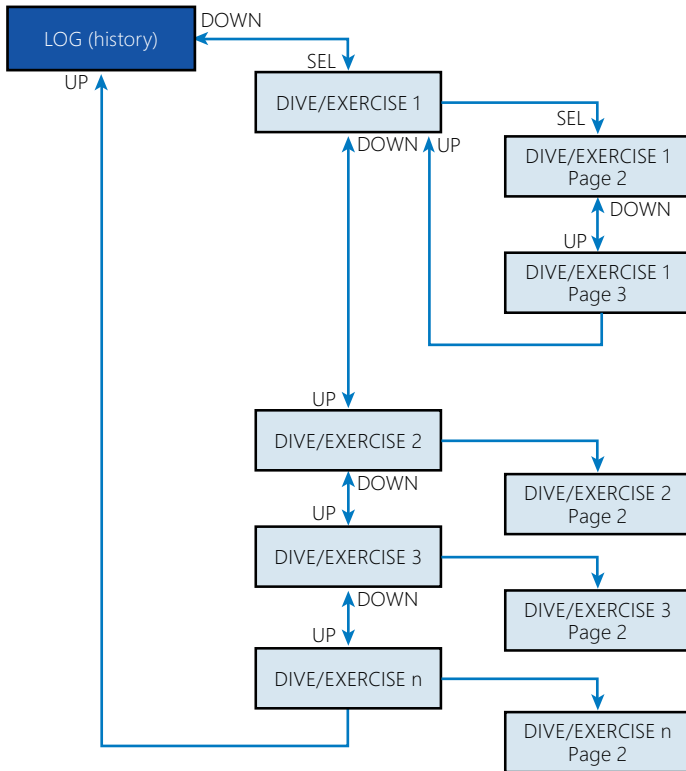 LOG (history)
DOWN
UP
SEL
DIVE/EXERCISE 1
SEL
DOWN
UP
DIVE/EXERCISE 1
Page 2
DOWN
UP
DIVE/EXERCISE 1
Page 3
UP
DIVE/EXERCISE 2
DOWN
DIVE/EXERCISE 2
Page 2
UP
DIVE/EXERCISE 3
DOWN
DIVE/EXERCISE 3
Page 2
UP
DIVE/EXERCISE n
DIVE/EXERCISE n
Page 2